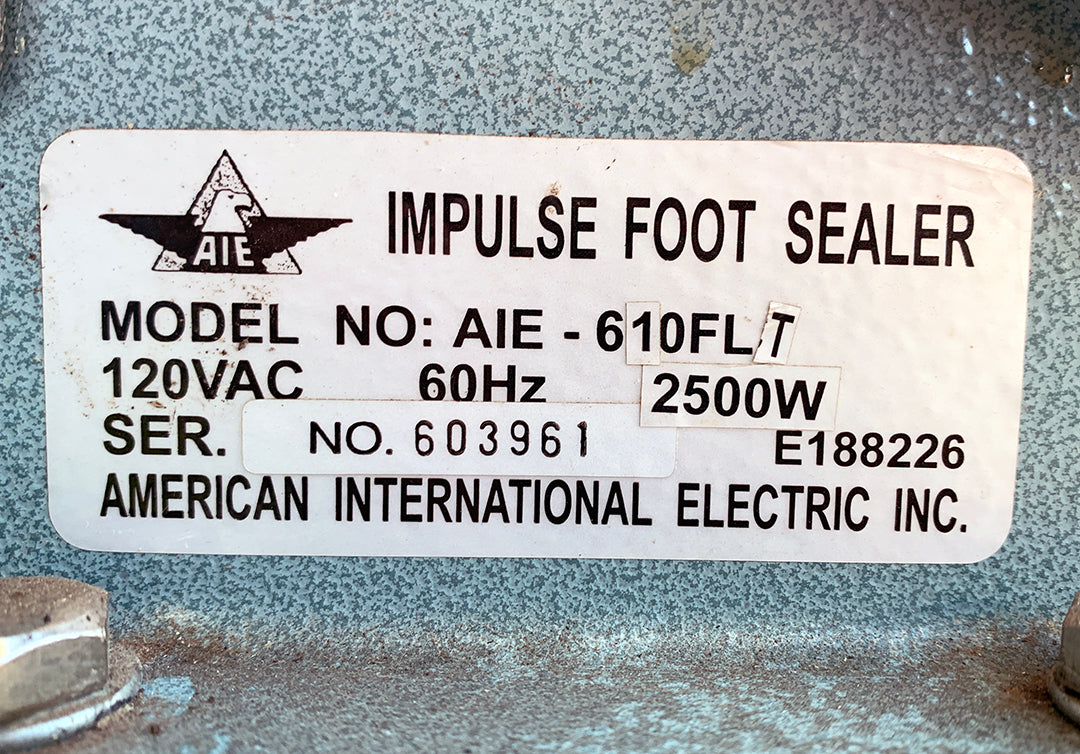 AIE
IMPULSE FOOT SEALER
MODEL NO: AIE - 610FLT
120VAC 60Hz 2500W
SER. NO. 603961 E188226
AMERICAN INTERNATIONAL ELECTRIC INC.